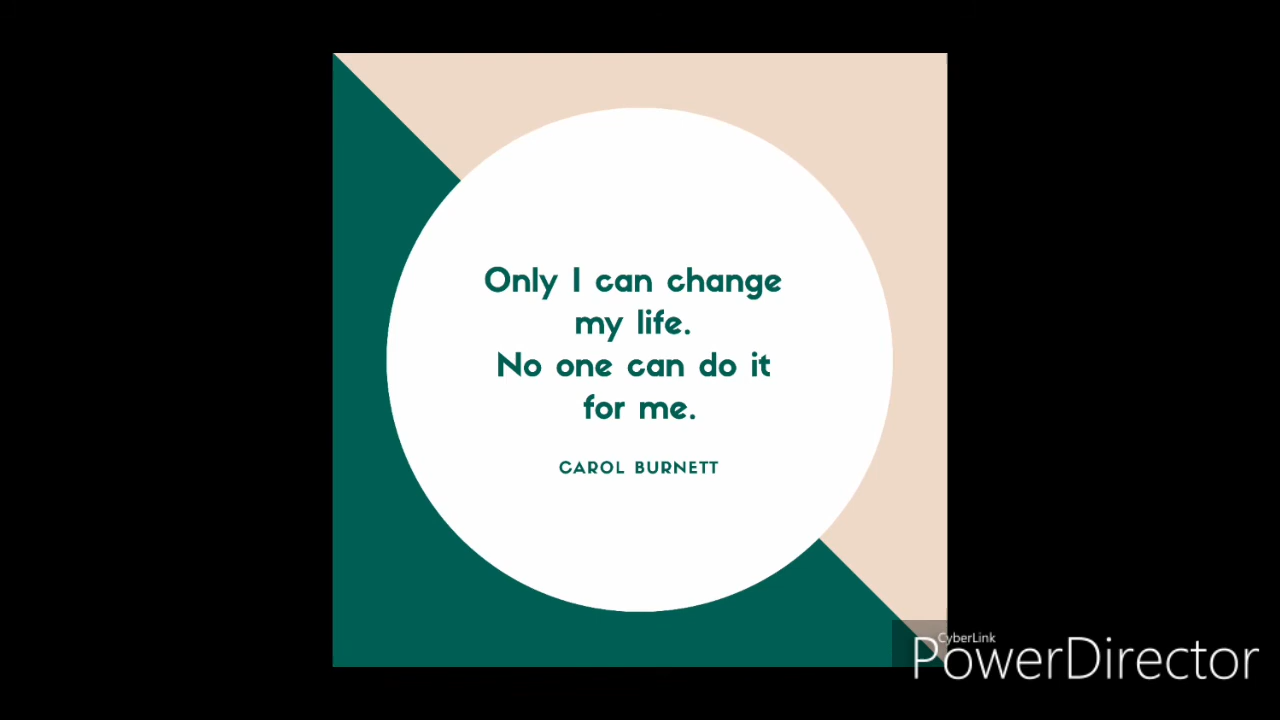 Only I can change
my life.
No one can do it
for me.
CAROL BURNETT
CyberLink
PowerDirector